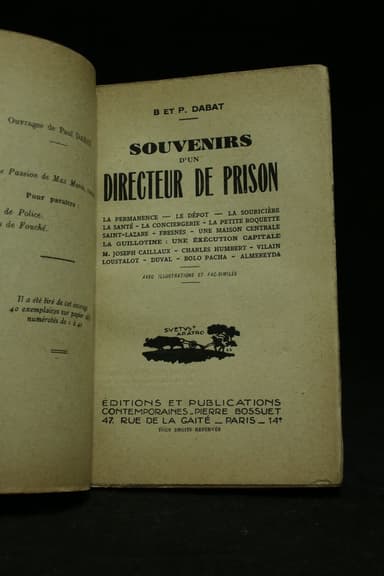 Ouvrages de Paul
Passion de Max
Pour paraître :
de Police.
de Fouché.
Il a été tiré de cet ouvrage
40 exemplaires sur papier
numérotés de 1 à 40
B ET P. DABAT
SOUVENIRS
D'UN
DIRECTEUR DE PRISON
LA PERMANENCE — LE DÉPOT — LA SOURICIÈRE
LA SANTÉ - LA CONCIERGERIE - LA PETITE ROQUETTE
SAINT-LAZARE - FRESNES - UNE MAISON CENTRALE
LA GUILLOTINE : UNE EXÉCUTION CAPITALE
M. JOSEPH CAILLAUX - CHARLES HUMBERT - VILAIN
LOUSTALOT - DUVAL - BOLO PACHA - ALMEREYDA
AVEC ILLUSTRATIONS ET FAC-SIMILÉS
SVETVS
ARATRO
ÉDITIONS ET PUBLICATIONS
CONTEMPORAINES_PIERRE BOSSUET
47, RUE DE LA GAITÉ _ PARIS _ 14e
TOUS DROITS RÉSERVÉS